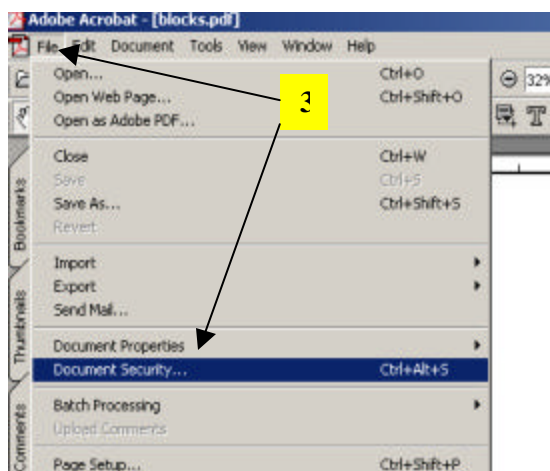 Adobe Acrobat - [blocks.pdf]
File Edit Document Tools View Window Help
Open... Ctrl+O
Open Web Page... Ctrl+Shift+O
Open as Adobe PDF...
3
32%
Close Ctrl+W
Save Ctrl+S
Save As... Ctrl+Shift+S
Revert
Import
Export
Send Mail...
Document Properties
Document Security... Ctrl+Alt+S
Batch Processing
Upload Comments
Page Setup... Ctrl+Shift+P
Bookmarks
Thumbnails
Comments